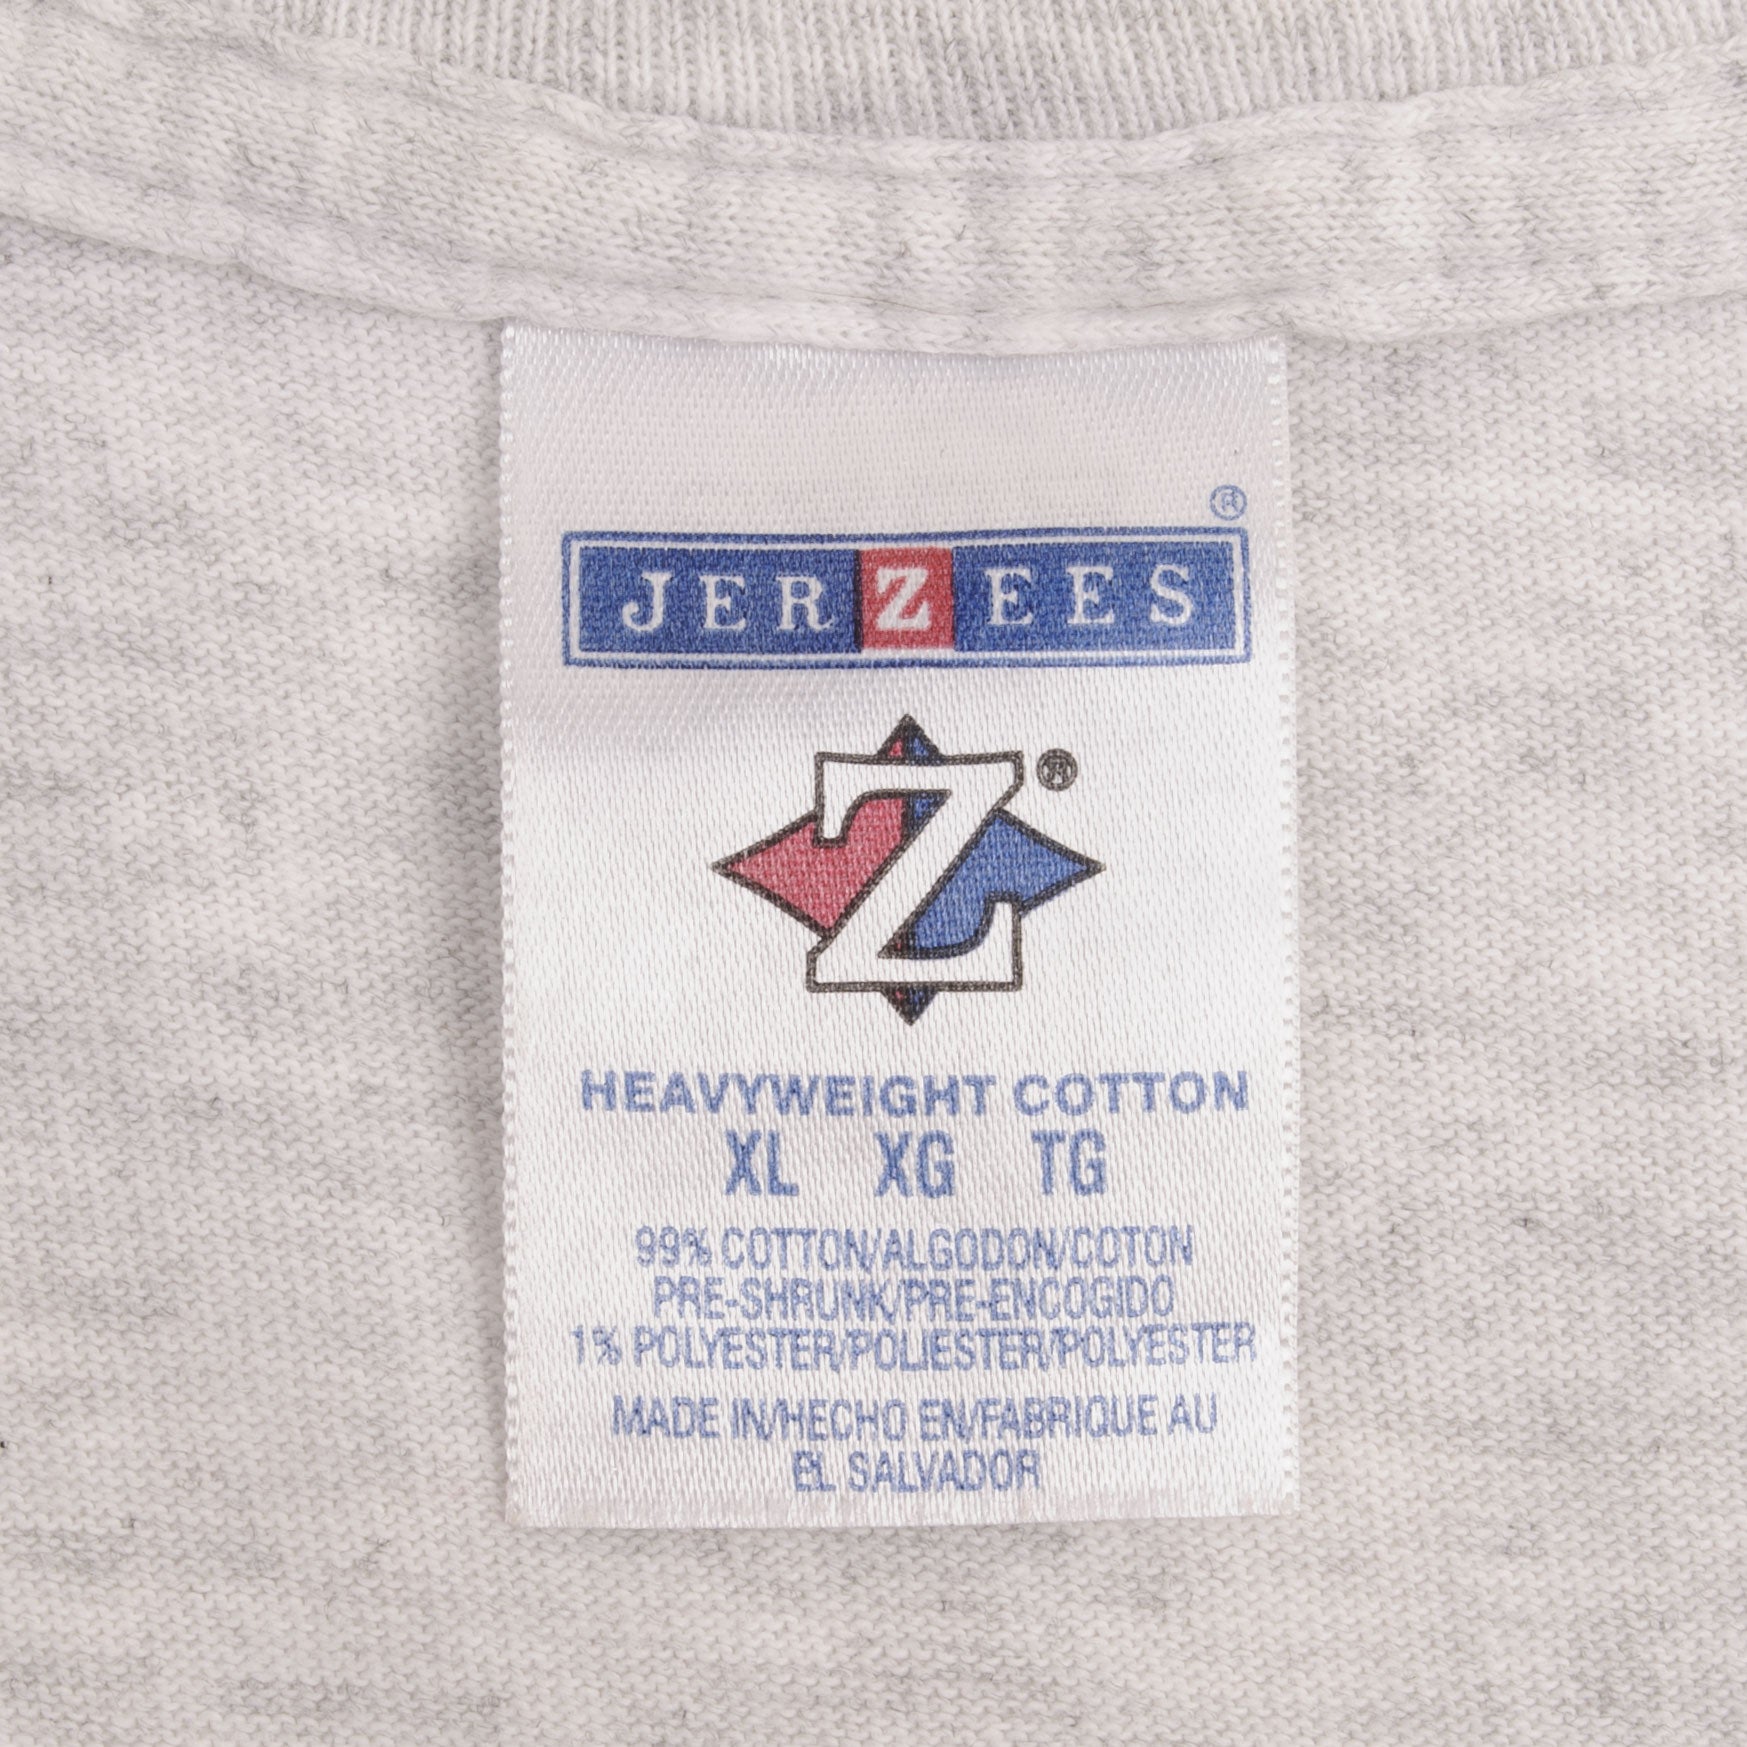 ®
JERZEES
Z ®
HEAVYWEIGHT COTTON
XL XG TG
99% COTTON/ALGODON/COTON
PRE-SHRUNK/PRE-ENCOGIDO
1% POLYESTER/POLIESTER/POLYESTER
MADE IN/HECHO EN/FABRIQUE AU
EL SALVADOR